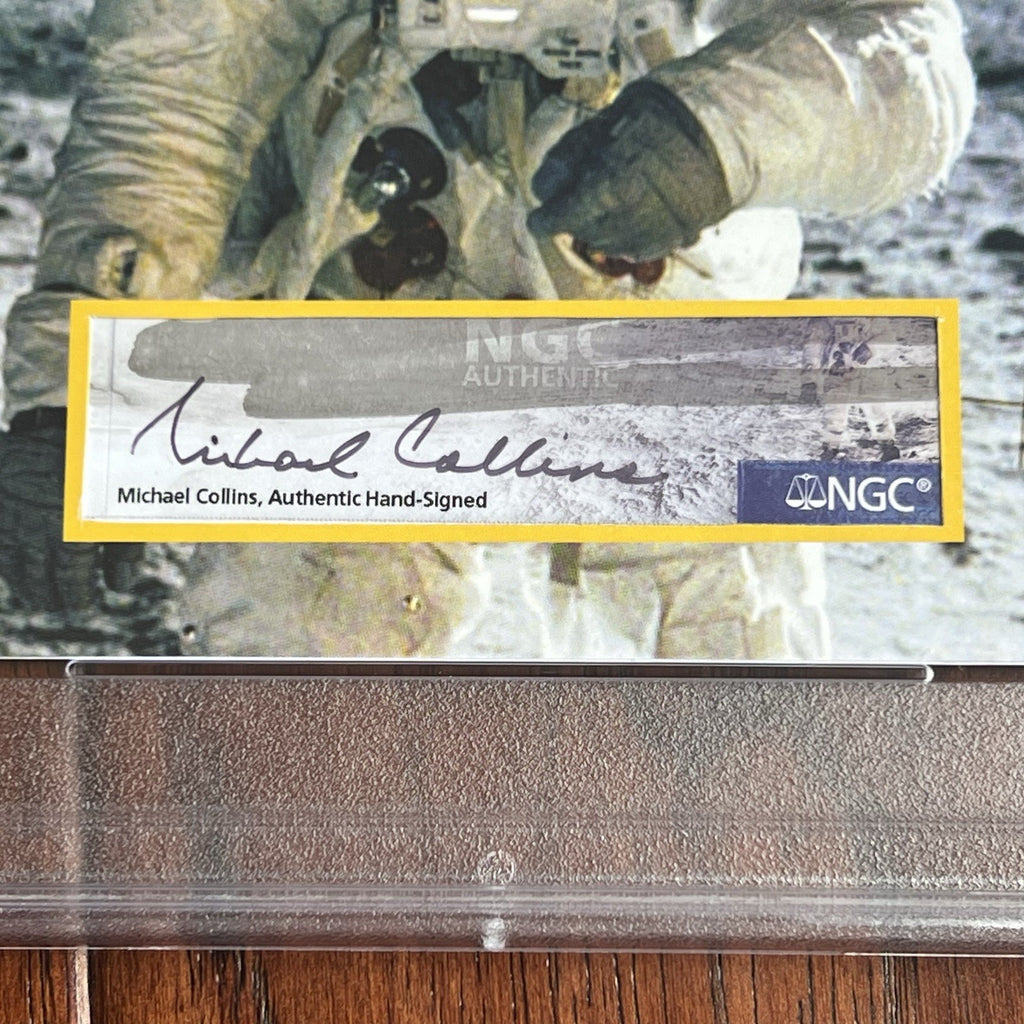 NGC
AUTHENTIC
Michael Collins
Michael Collins, Authentic Hand-Signed
NGC®